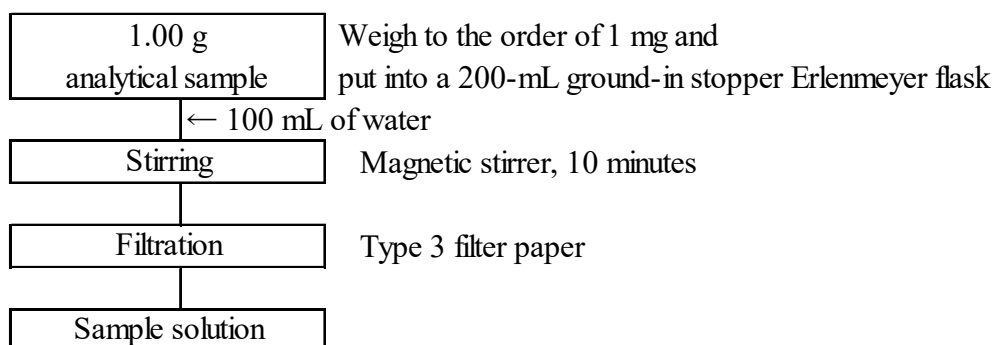 1.00 g
analytical sample
Weigh to the order of 1 mg and
put into a 200-mL ground-in stopper Erlenmeyer flask
← 100 mL of water
Stirring
Magnetic stirrer, 10 minutes
Filtration
Type 3 filter paper
Sample solution